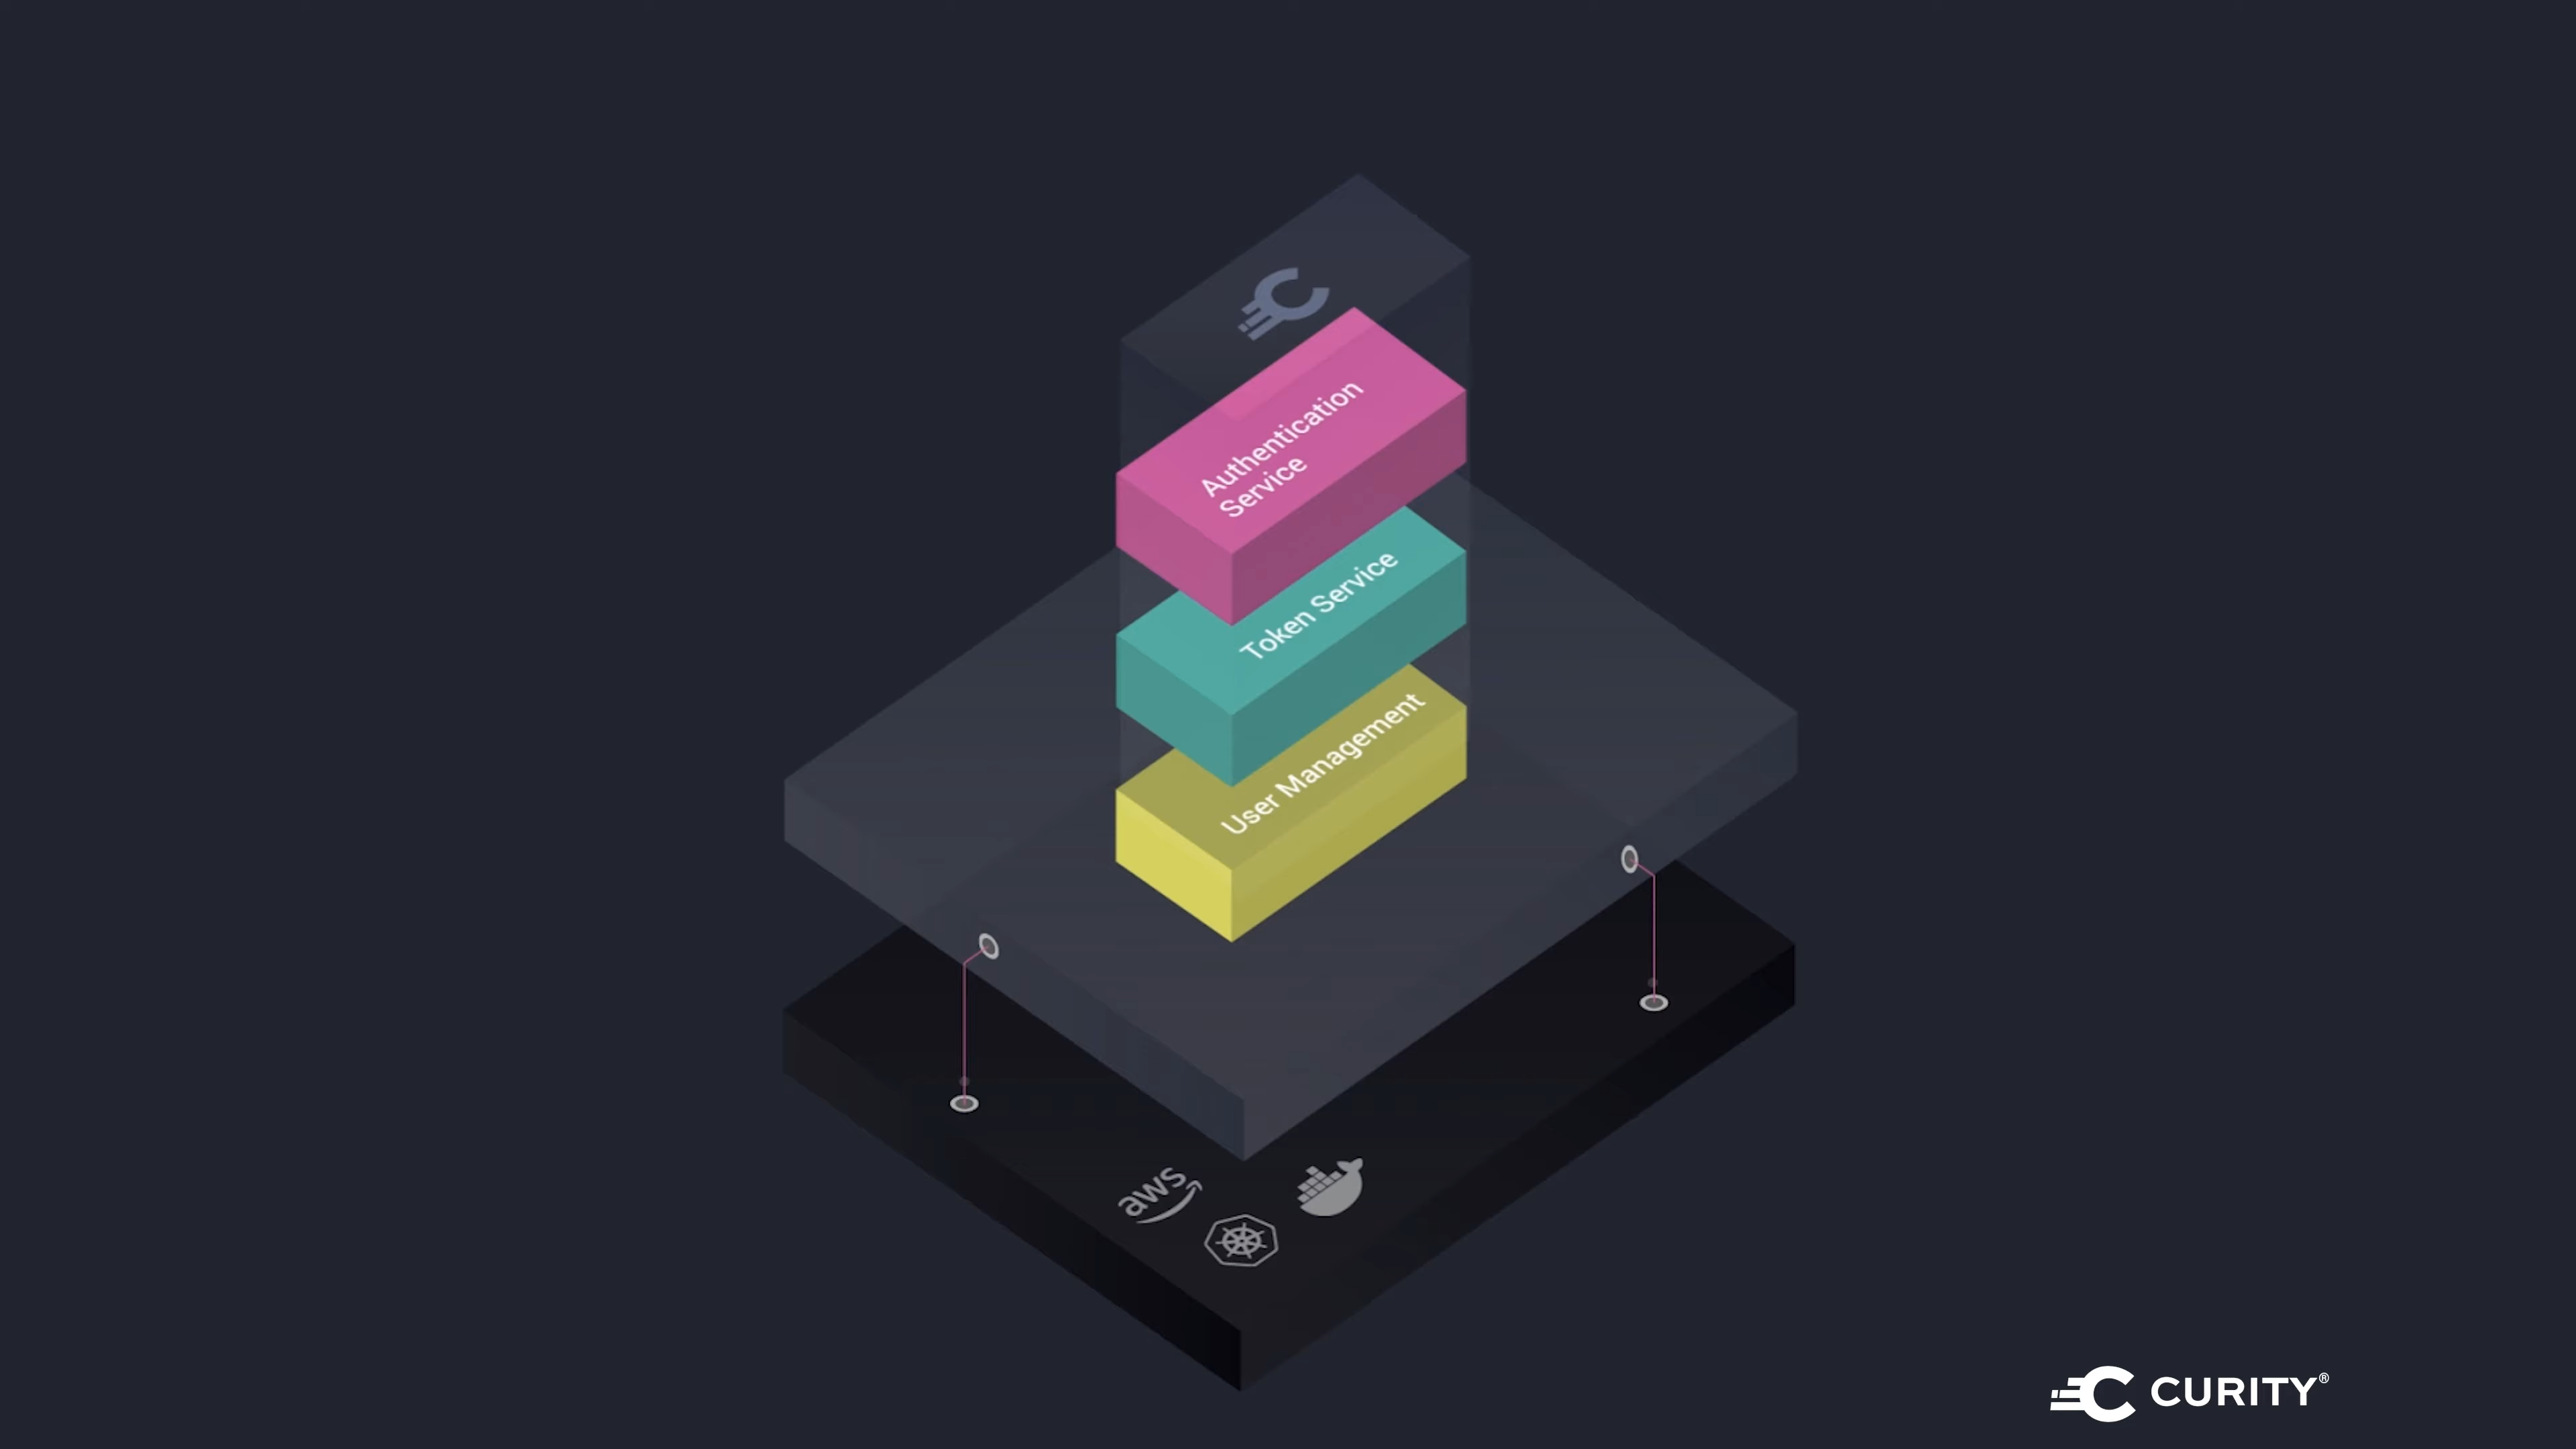 Authentication
Service
Token Service
User Management
aws
CURITY®